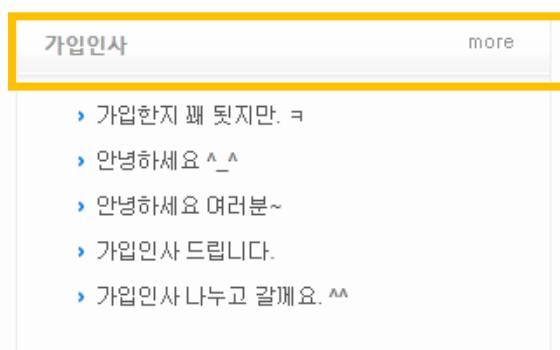 가입인사 more
가입한지 꽤 됫지만. ㅋ
안녕하세요 ^_^
안녕하세요 여러분~
가입인사 드립니다.
가입인사 나누고 갈께요. ^^